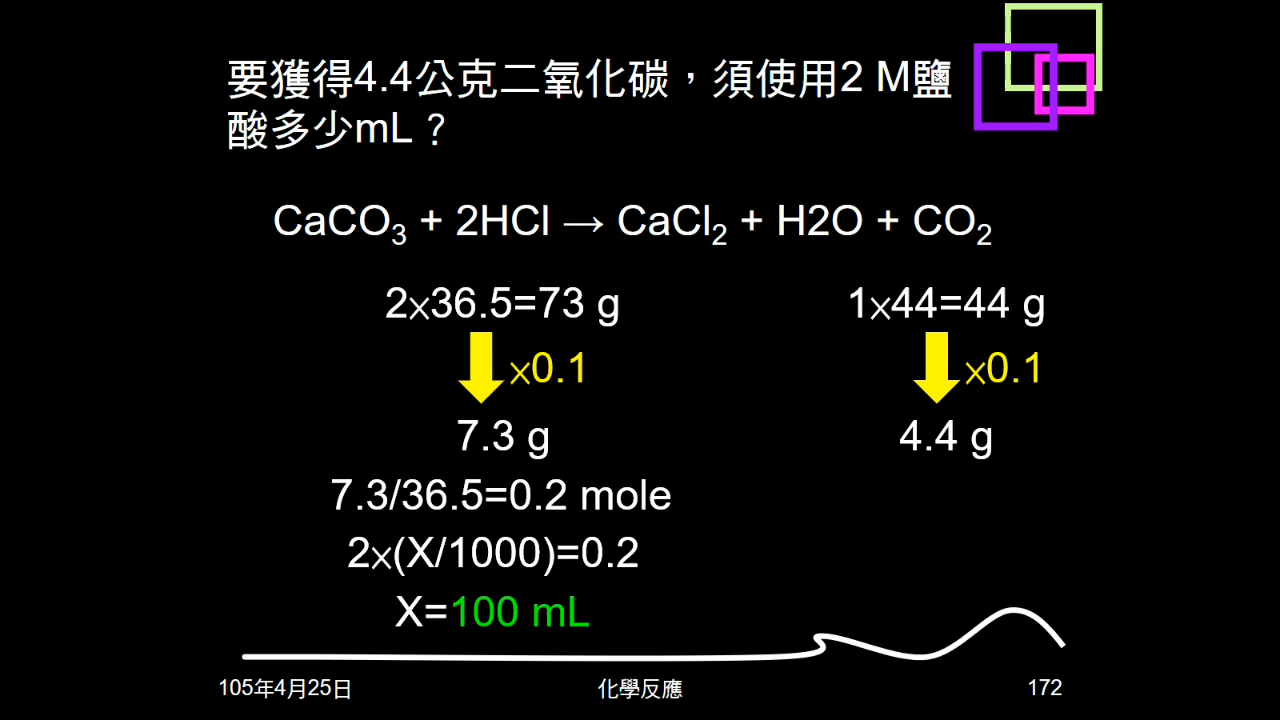 要獲得4.4公克二氧化碳，須使用2 M鹽
酸多少mL？
CaCO₃ + 2HCl → CaCl₂ + H2O + CO₂
2×36.5=73 g 1×44=44 g
×0.1 ×0.1
7.3 g 4.4 g
7.3/36.5=0.2 mole
2×(X/1000)=0.2
X=100 mL
105年4月25日 化學反應 172